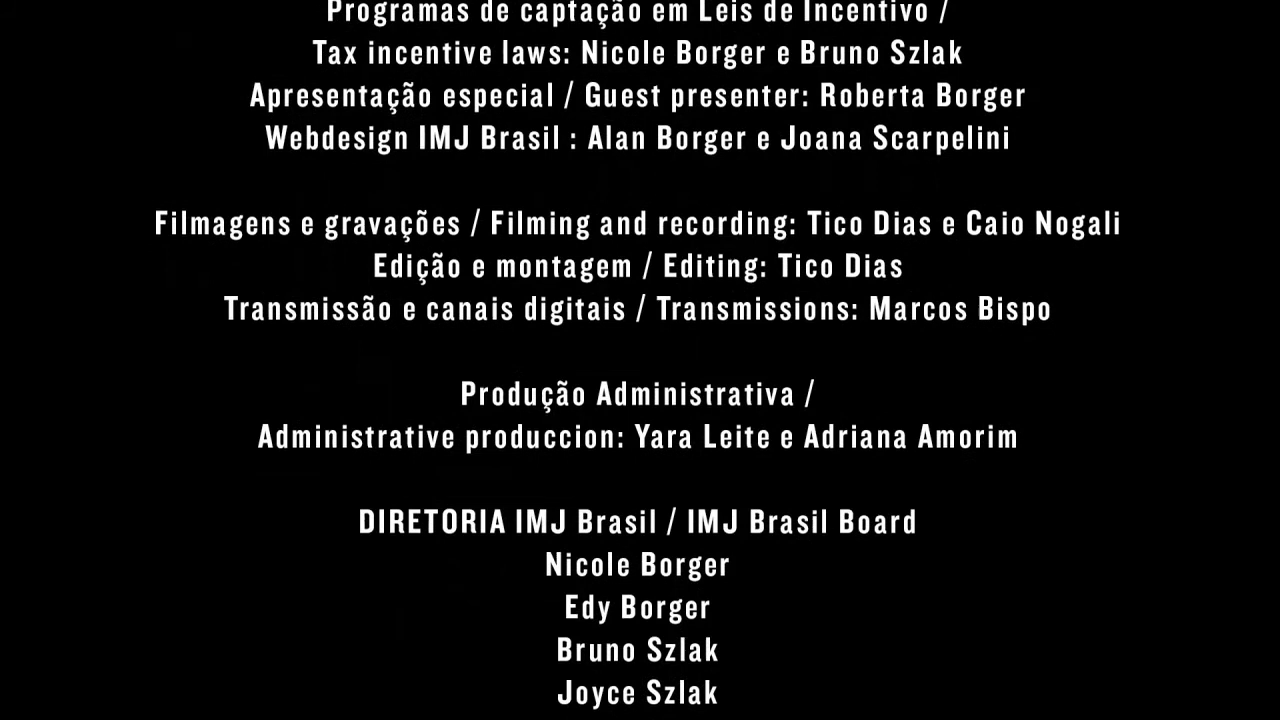 Programas de captação em Leis de Incentivo /
Tax incentive laws: Nicole Borger e Bruno Szlak
Apresentação especial / Guest presenter: Roberta Borger
Webdesign IMJ Brasil : Alan Borger e Joana Scarpelini
Filmagens e gravações / Filming and recording: Tico Dias e Caio Nogali
Edição e montagem / Editing: Tico Dias
Transmissão e canais digitais / Transmissions: Marcos Bispo
Produção Administrativa /
Administrative produccion: Yara Leite e Adriana Amorim
DIRETORIA IMJ Brasil / IMJ Brasil Board
Nicole Borger
Edy Borger
Bruno Szlak
Joyce Szlak